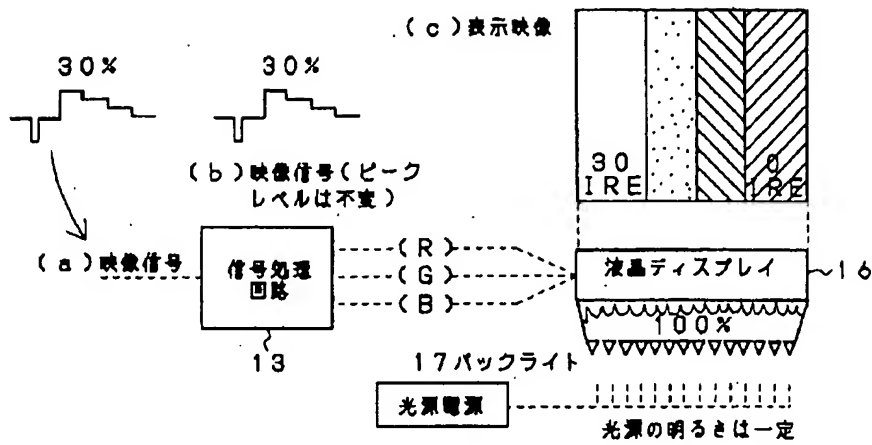 (c)表示映像
30%
30%
(b)映像信号(ピーク
レベルは不変)
30
IRE
0
IRE
(a)映像信号
信号処理
回路
13
(R)
(G)
(B)
液晶ディスプレイ
16
100%
17バックライト
光源電源
光源の明るさは一定